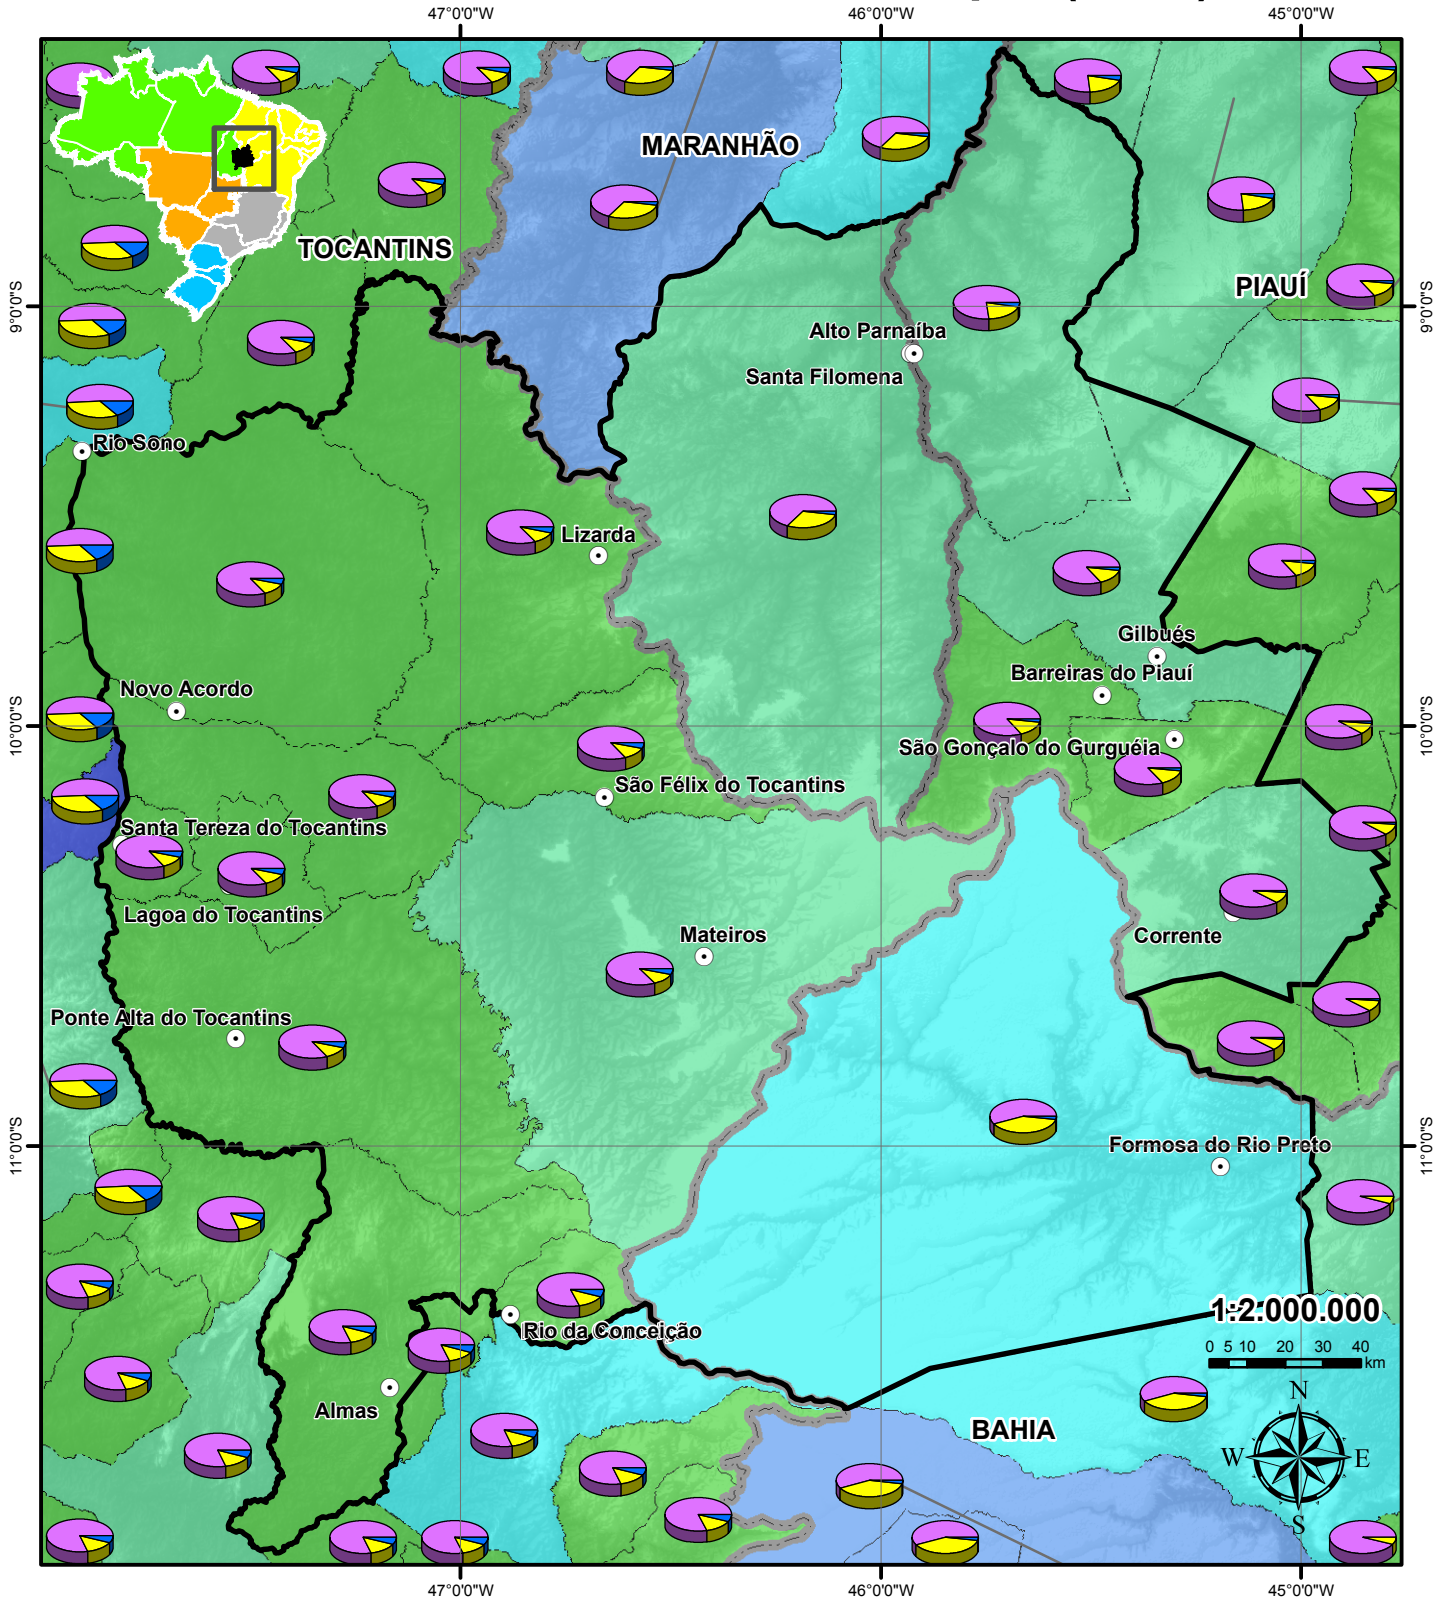 47°0'0"W
46°0'0"W
45°0'0"W
MARANHÃO
TOCANTINS
PIAUÍ
9°0'0"S
9°0'0"S
Alto Parnaíba
Santa Filomena
Rio Sono
Lizarda
Gilbués
Barreiras do Piauí
Novo Acordo
10°0'0"S
10°0'0"S
São Gonçalo do Gurguéia
São Félix do Tocantins
Santa Tereza do Tocantins
Lagoa do Tocantins
Mateiros
Corrente
Ponte Alta do Tocantins
11°0'0"S
11°0'0"S
Formosa do Rio Preto
1:2.000.000
Rio da Conceição
0 5 10 20 30 40
km
Almas
N
BAHIA
W
E
S
47°0'0"W
46°0'0"W
45°0'0"W